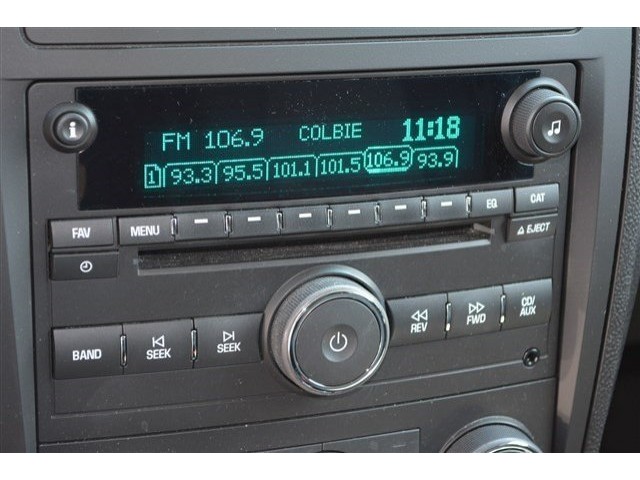 FM 106.9 COLBIE 11:18
1 93.3 95.5 101.1 101.5 106.9 93.9
i
FAV MENU EQ CAT
EJECT
BAND SEEK SEEK REV FWD CD/
AUX